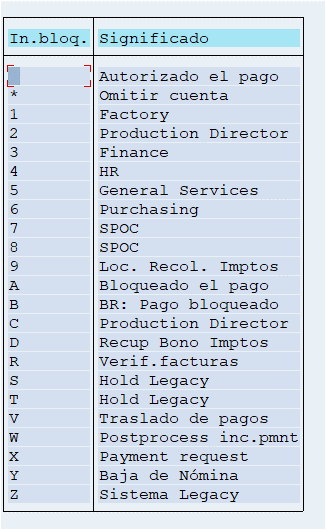 In.bloq. Significado
Autorizado el pago
* Omitir cuenta
1 Factory
2 Production Director
3 Finance
4 HR
5 General Services
6 Purchasing
7 SPOC
8 SPOC
9 Loc. Recol. Imptos
A Bloqueado el pago
B BR: Pago bloqueado
C Production Director
D Recup Bono Imptos
R Verif.facturas
S Hold Legacy
T Hold Legacy
V Traslado de pagos
W Postprocess inc.pmnt
X Payment request
Y Baja de Nómina
Z Sistema Legacy